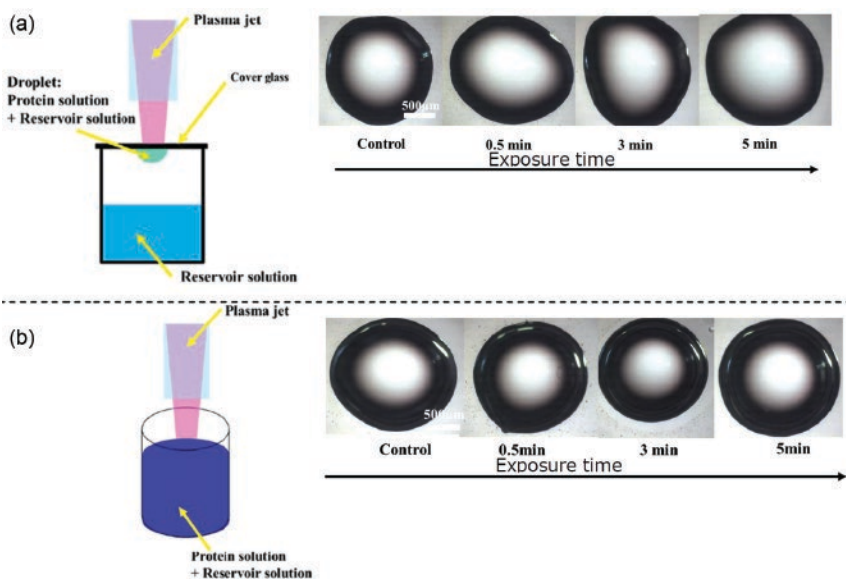 (a)
Plasma jet
Droplet:
Protein solution
+ Reservoir solution
Cover glass
Reservoir solution
500μm
Control
0.5 min
3 min
5 min
Exposure time
(b)
Plasma jet
Protein solution
+ Reservoir solution
500μm
Control
0.5min
3 min
5min
Exposure time